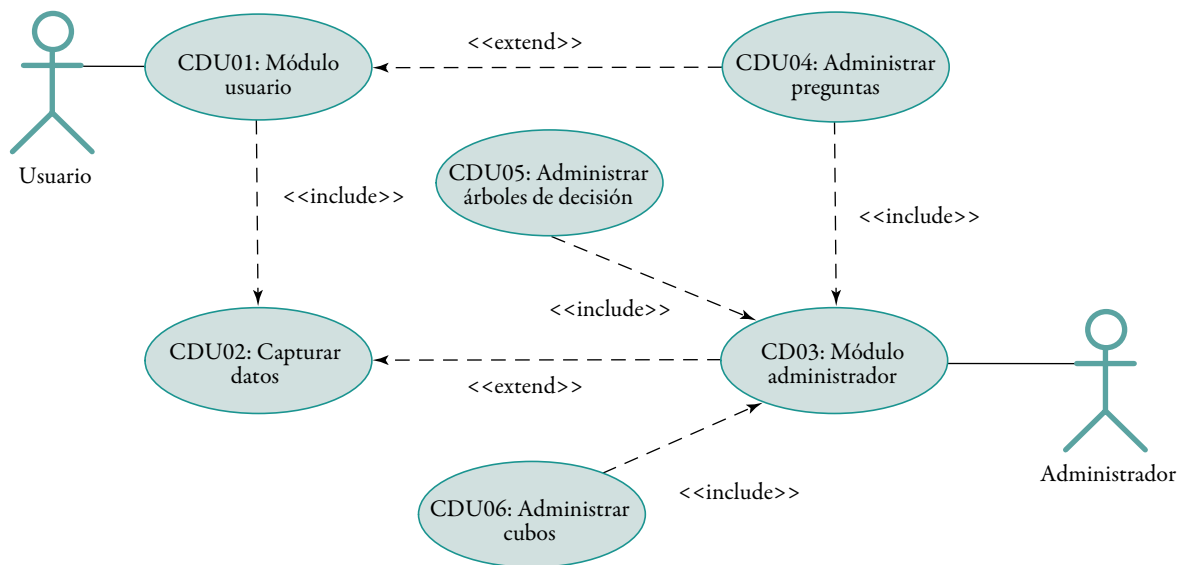 <<extend>>
CDU01: Módulo
usuario
CDU04: Administrar
preguntas
Usuario
CDU05: Administrar
árboles de decisión
<<include>>
<<include>>
<<include>>
CDU02: Capturar
datos
CD03: Módulo
administrador
<<extend>>
Administrador
<<include>>
CDU06: Administrar
cubos